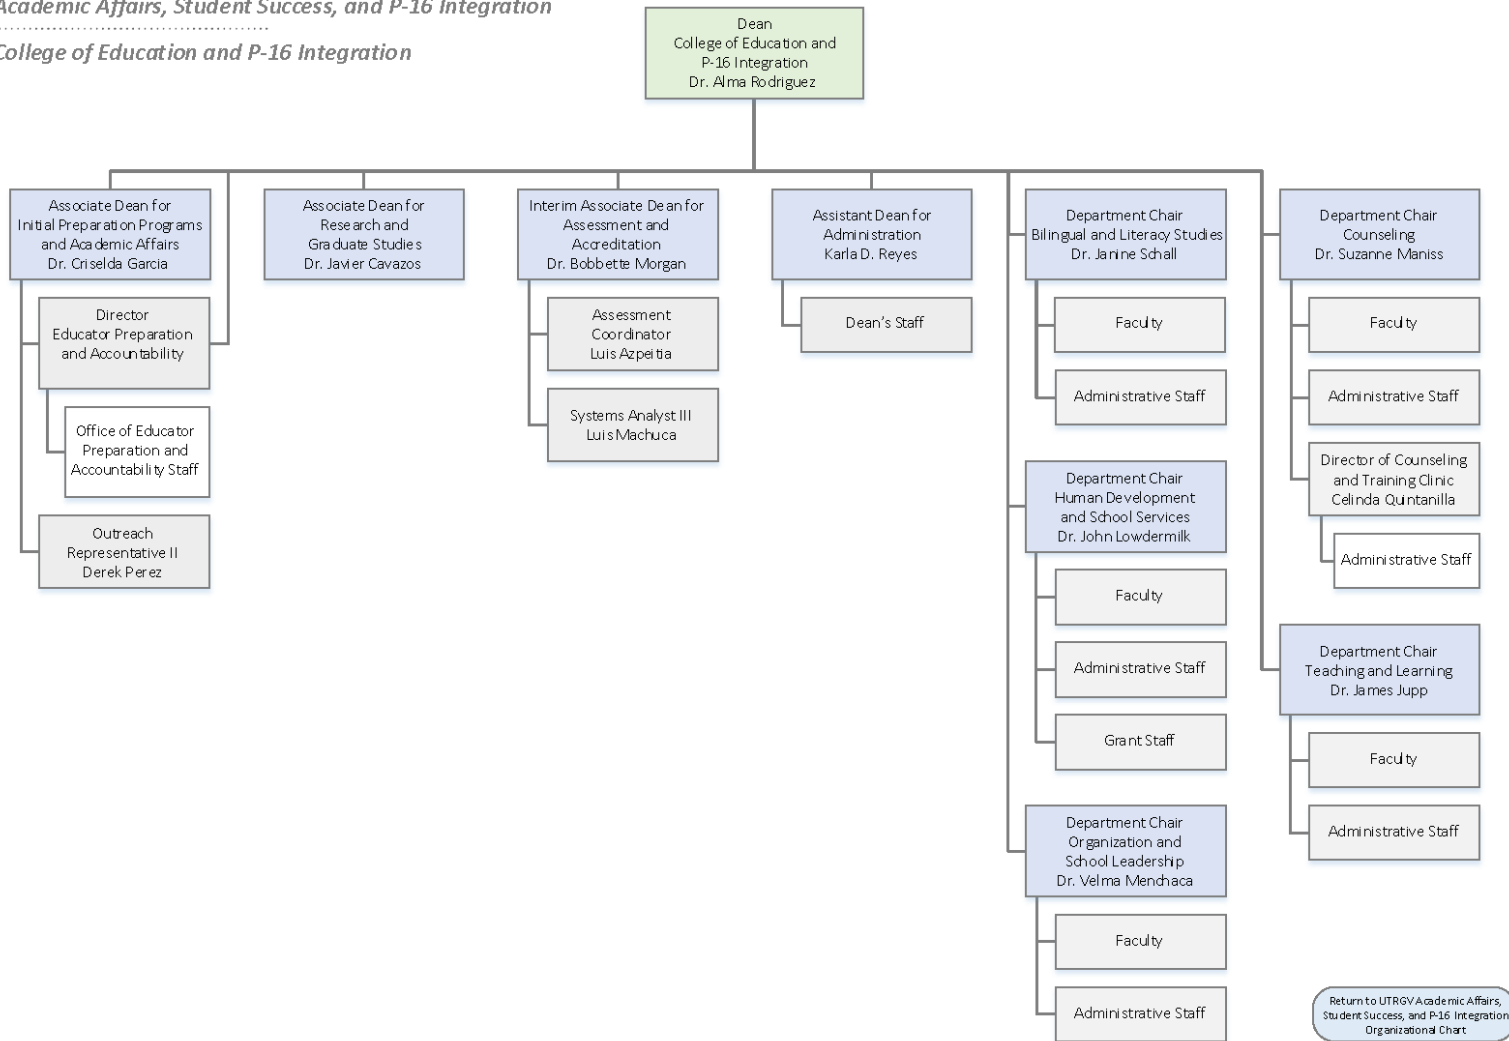 Academic Affairs, Student Success, and P-16 Integration
College of Education and P-16 Integration
Dean
College of Education and
P-16 Integration
Dr. Alma Rodriguez
Associate Dean for
Initial Preparation Programs
and Academic Affairs
Dr. Criselda Garcia
Director
Educator Preparation
and Accountability
Office of Educator
Preparation and
Accountability Staff
Outreach
Representative II
Derek Perez
Associate Dean for
Research and
Graduate Studies
Dr. Javier Cavazos
Interim Associate Dean for
Assessment and
Accreditation
Dr. Bobbette Morgan
Assessment
Coordinator
Luis Azpeitia
Systems Analyst III
Luis Machuca
Assistant Dean for
Administration
Karla D. Reyes
Dean's Staff
Department Chair
Bilingual and Literacy Studies
Dr. Janine Schall
Faculty
Administrative Staff
Department Chair
Human Development
and School Services
Dr. John Lowdermilk
Faculty
Administrative Staff
Grant Staff
Department Chair
Organization and
School Leadership
Dr. Velma Menchaca
Faculty
Administrative Staff
Department Chair
Counseling
Dr. Suzanne Maniss
Faculty
Administrative Staff
Director of Counseling
and Training Clinic
Celinda Quintanilla
Administrative Staff
Department Chair
Teaching and Learning
Dr. James Jupp
Faculty
Administrative Staff
Return to UTRGV Academic Affairs,
Student Success, and P-16 Integration
Organizational Chart